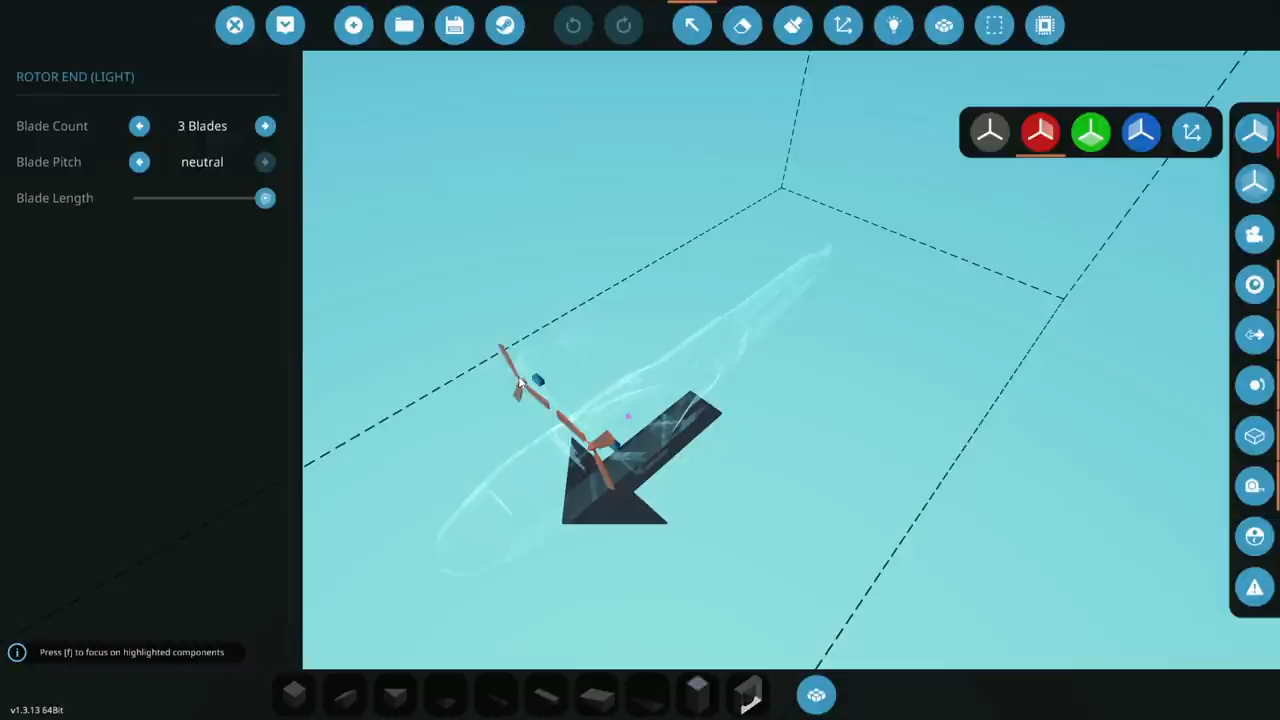 ROTOR END (LIGHT)
Blade Count 3 Blades
Blade Pitch neutral
Blade Length
Press [f] to focus on highlighted components
v1.3.13 64Bit